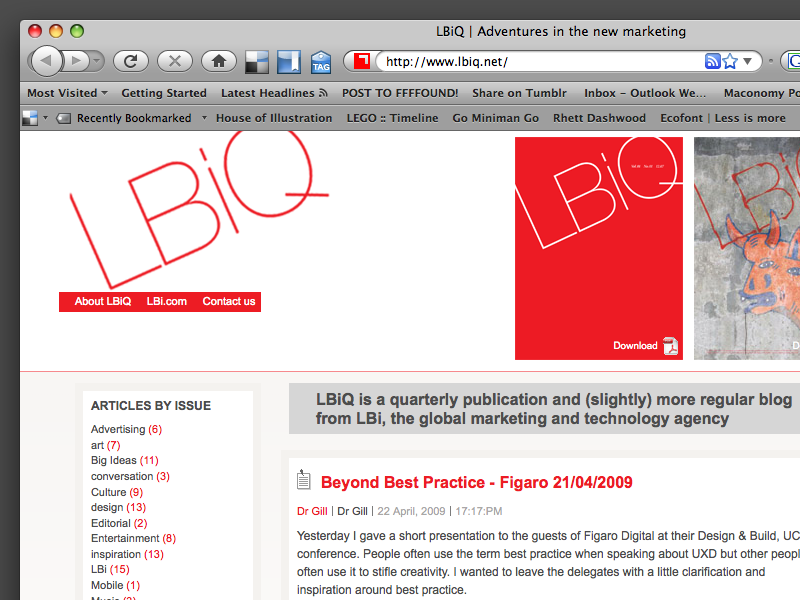 LBiQ | Adventures in the new marketing
TAG
http://www.lbiq.net/
G
Most Visited Getting Started Latest Headlines POST TO FFFFOUND! Share on Tumblr Inbox – Outlook We... Maconomy Po
Recently Bookmarked House of Illustration LEGO :: Timeline Go Miniman Go Rhett Dashwood Ecofont | Less is more
LBiQ
LBiQ
LBiQ
About LBiQ LBi.com Contact us
Download
D
ARTICLES BY ISSUE
Advertising (6)
art (7)
Big Ideas (11)
conversation (3)
Culture (9)
design (13)
Editorial (2)
Entertainment (8)
inspiration (13)
LBi (15)
Mobile (1)
LBiQ is a quarterly publication and (slightly) more regular blog
from LBi, the global marketing and technology agency
Beyond Best Practice - Figaro 21/04/2009
Dr Gill | Dr Gill | 22 April, 2009 | 17:17:PM
Yesterday I gave a short presentation to the guests of Figaro Digital at their Design & Build, UC
conference. People often use the term best practice when speaking about UXD but other peopl
often use it to stifle creativity. I wanted to leave the delegates with a little clarification and
inspiration around best practice.